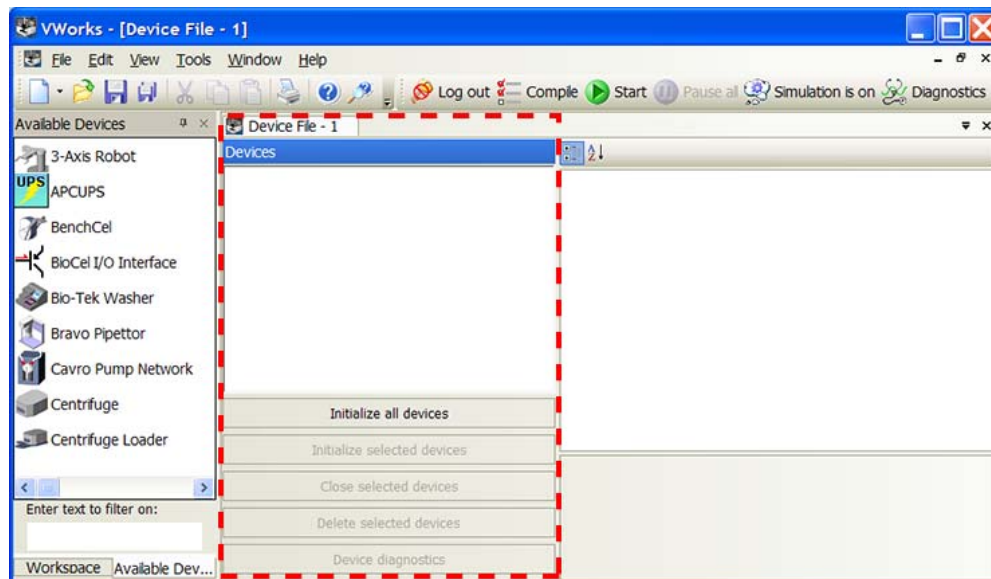 VWorks - [Device File - 1]
File Edit View Tools Window Help
Log out Compile Start Pause all Simulation is on Diagnostics
Available Devices
Device File - 1
Devices
3-Axis Robot
UPS APCUPS
BenchCel
BioCel I/O Interface
Bio-Tek Washer
Bravo Pipettor
Cavro Pump Network
Centrifuge
Centrifuge Loader
Initialize all devices
Initialize selected devices
Close selected devices
Delete selected devices
Device diagnostics
Enter text to filter on:
Workspace Available Dev...